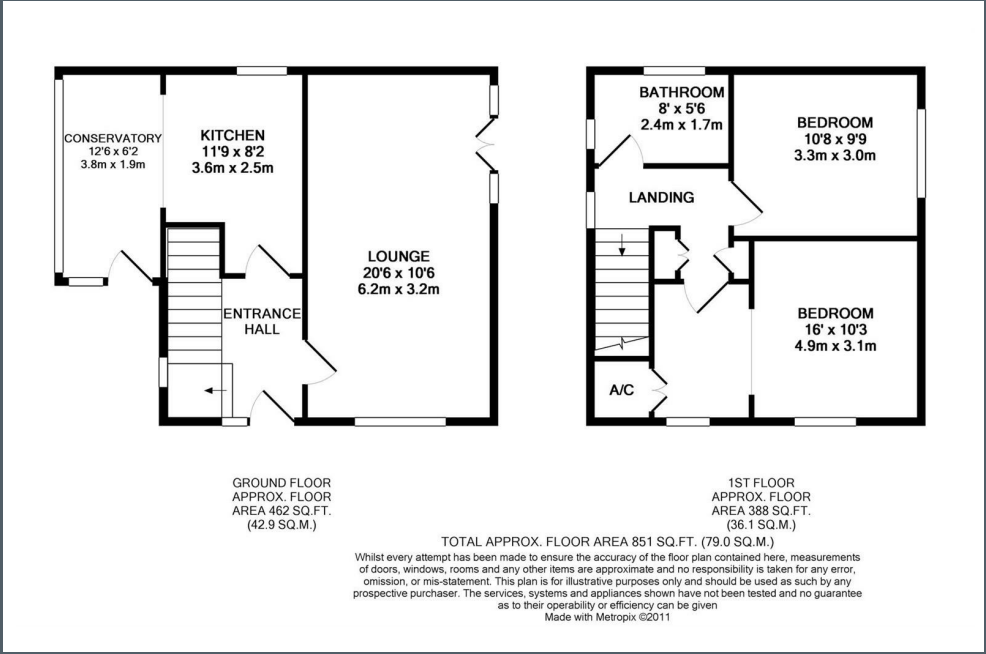 CONSERVATORY
12'6 x 6'2
3.8m x 1.9m
KITCHEN
11'9 x 8'2
3.6m x 2.5m
LOUNGE
20'6 x 10'6
6.2m x 3.2m
ENTRANCE
HALL
BATHROOM
8' x 5'6
2.4m x 1.7m
BEDROOM
10'8 x 9'9
3.3m x 3.0m
LANDING
BEDROOM
16' x 10'3
4.9m x 3.1m
A/C
GROUND FLOOR
APPROX. FLOOR
AREA 462 SQ.FT.
(42.9 SQ.M.)
1ST FLOOR
APPROX. FLOOR
AREA 388 SQ.FT.
(36.1 SQ.M.)
TOTAL APPROX. FLOOR AREA 851 SQ.FT. (79.0 SQ.M.)
Whilst every attempt has been made to ensure the accuracy of the floor plan contained here, measurements
of doors, windows, rooms and any other items are approximate and no responsibility is taken for any error,
omission, or mis-statement. This plan is for illustrative purposes only and should be used as such by any
prospective purchaser. The services, systems and appliances shown have not been tested and no guarantee
as to their operability or efficiency can be given
Made with Metropix ©2011